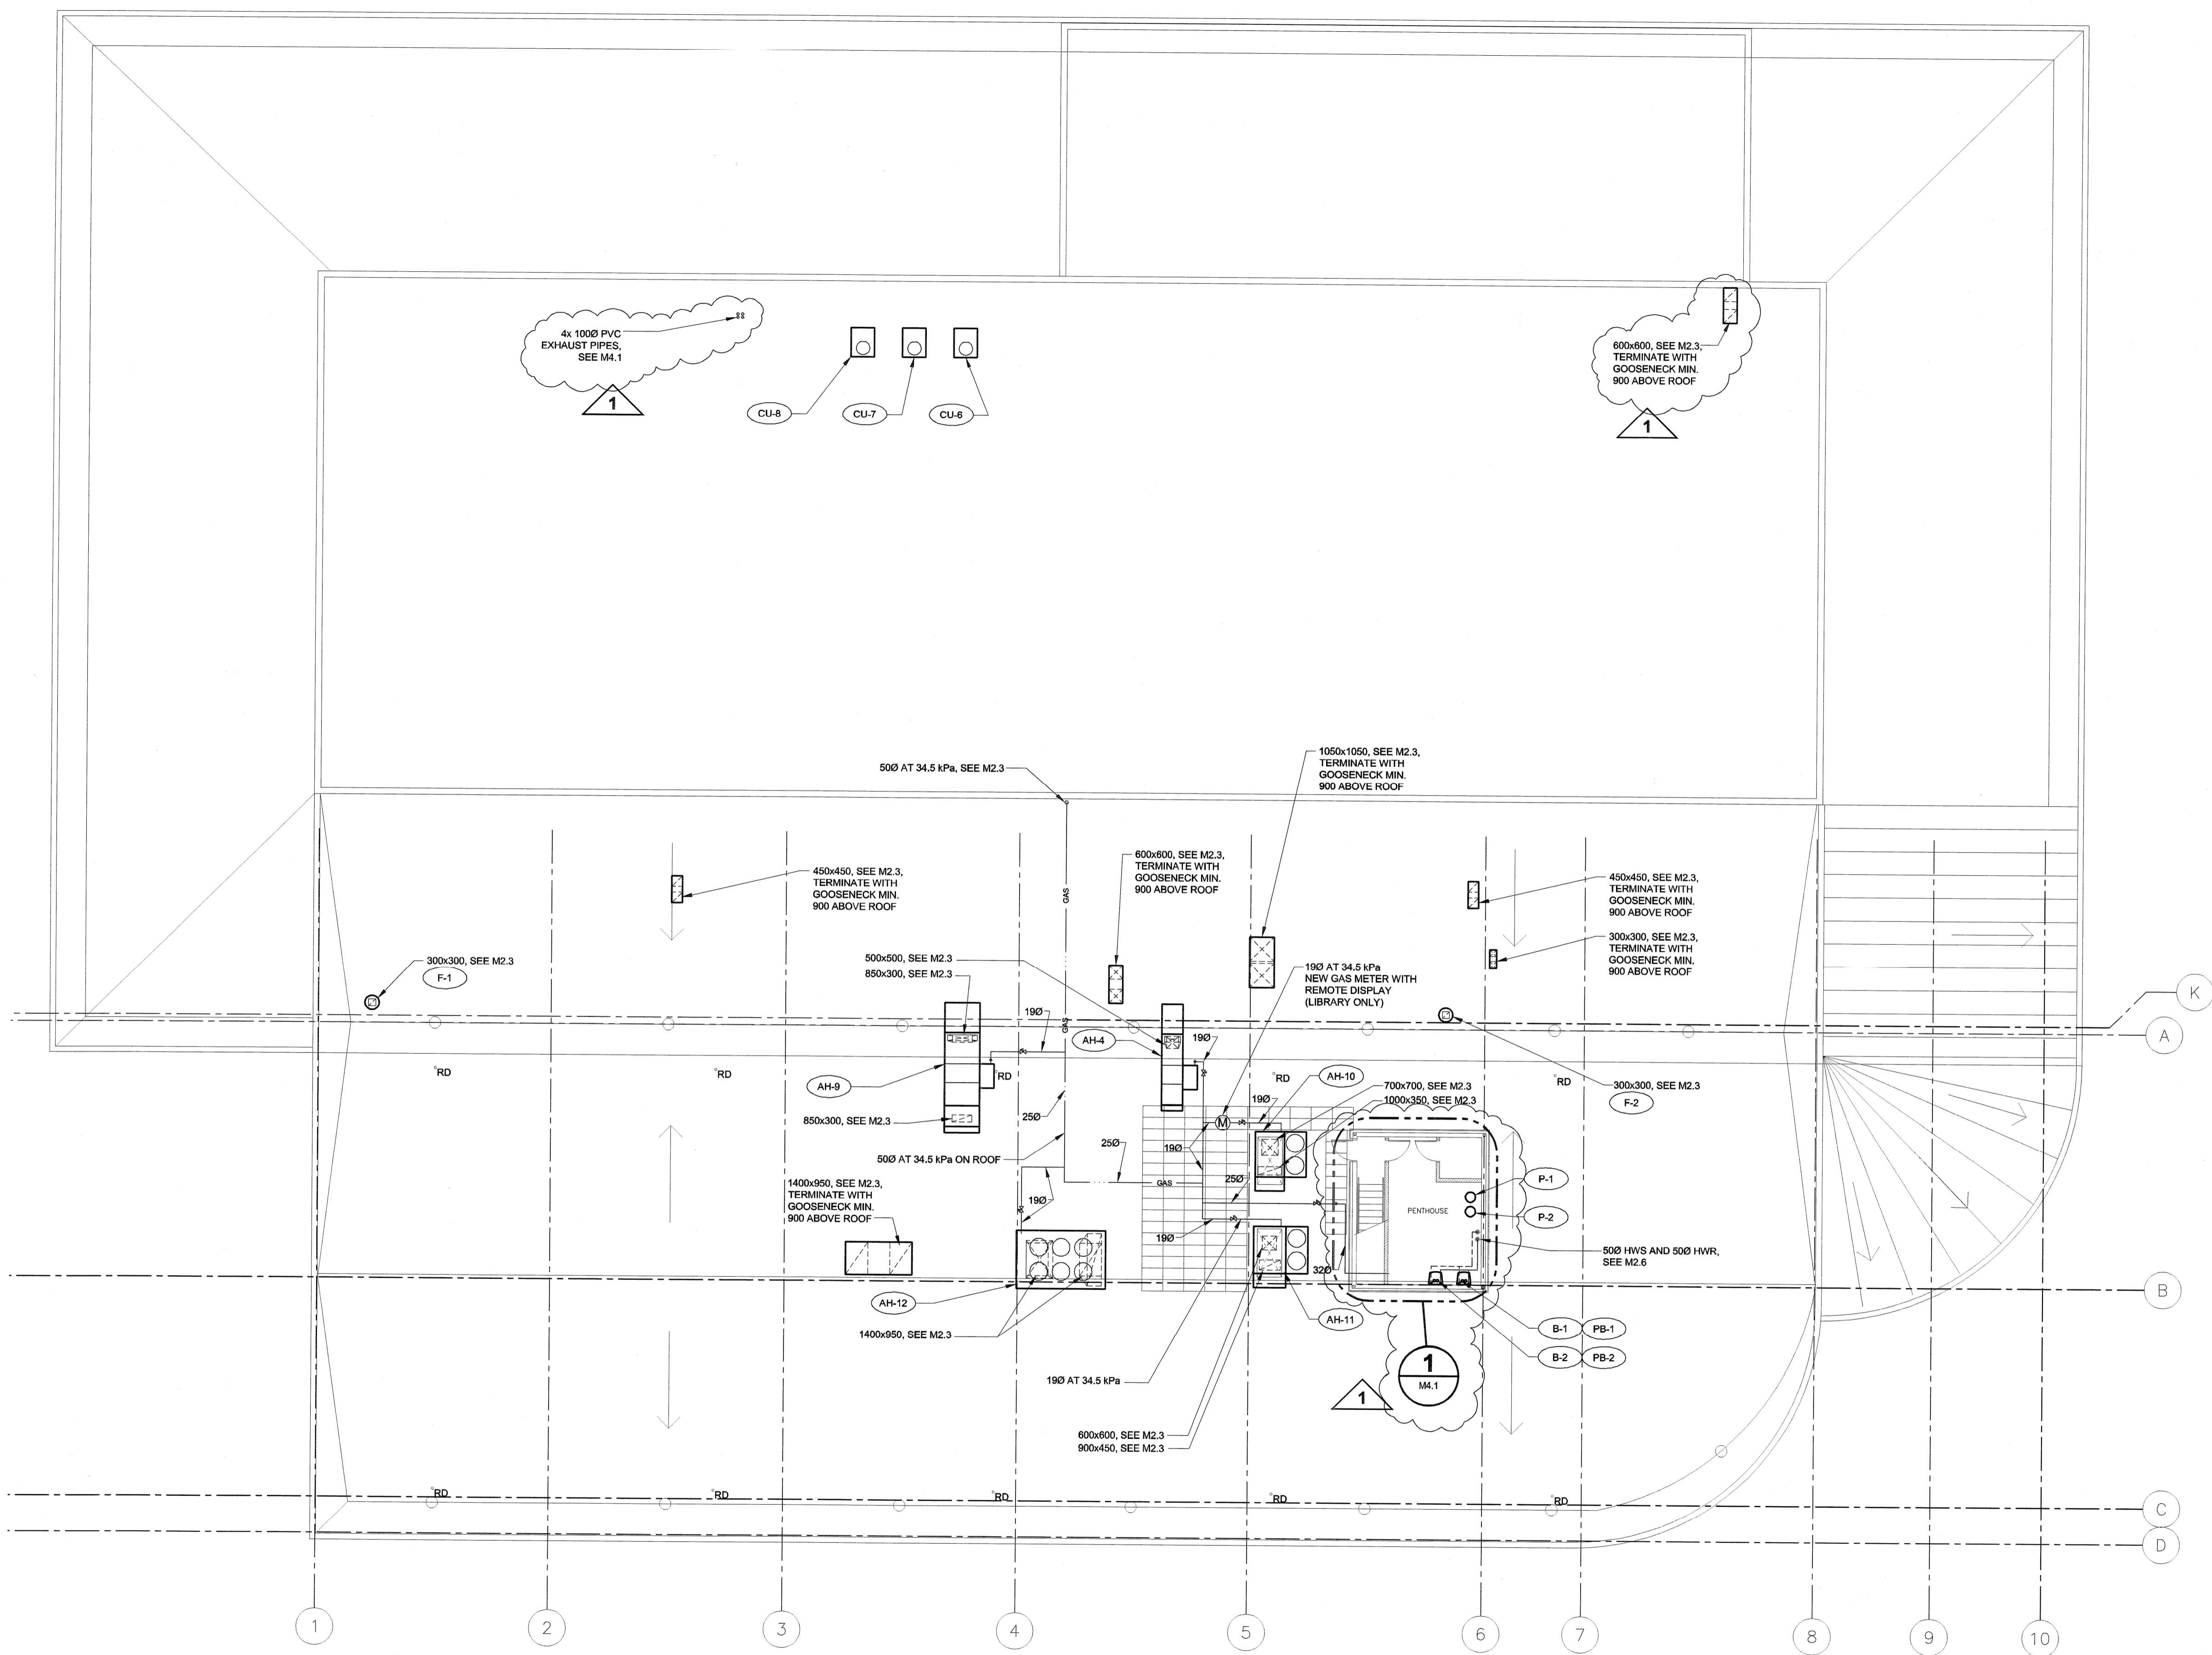 4x 100Ø PVC
EXHAUST PIPES,
SEE M4.1
1
CU-8
CU-7
CU-6
600x600, SEE M2.3,
TERMINATE WITH
GOOSENECK MIN.
900 ABOVE ROOF
1
50Ø AT 34.5 kPa, SEE M2.3
1050x1050, SEE M2.3,
TERMINATE WITH
GOOSENECK MIN.
900 ABOVE ROOF
450x450, SEE M2.3,
TERMINATE WITH
GOOSENECK MIN.
900 ABOVE ROOF
GAS
600x600, SEE M2.3,
TERMINATE WITH
GOOSENECK MIN.
900 ABOVE ROOF
450x450, SEE M2.3,
TERMINATE WITH
GOOSENECK MIN.
900 ABOVE ROOF
300x300, SEE M2.3,
TERMINATE WITH
GOOSENECK MIN.
900 ABOVE ROOF
300x300, SEE M2.3
F-1
500x500, SEE M2.3
850x300, SEE M2.3
19Ø AT 34.5 kPa
NEW GAS METER WITH
REMOTE DISPLAY
(LIBRARY ONLY)
K
A
19Ø
GAS
AH-4
19Ø
RD
RD
AH-9
RD
RD
AH-10
RD
700x700, SEE M2.3
1000x350, SEE M2.3
300x300, SEE M2.3
F-2
850x300, SEE M2.3
25Ø
19Ø
M
25Ø
19Ø
50Ø AT 34.5 kPa ON ROOF
1400x950, SEE M2.3,
TERMINATE WITH
GOOSENECK MIN.
900 ABOVE ROOF
19Ø
GAS
25Ø
PENTHOUSE
P-1
P-2
19Ø
32Ø
50Ø HWS AND 50Ø HWR,
SEE M2.6
B
AH-12
AH-11
1400x950, SEE M2.3
B-1
PB-1
B-2
PB-2
19Ø AT 34.5 kPa
1
M4.1
1
600x600, SEE M2.3
900x450, SEE M2.3
RD
RD
RD
RD
RD
C
D
1
2
3
4
5
6
7
8
9
10